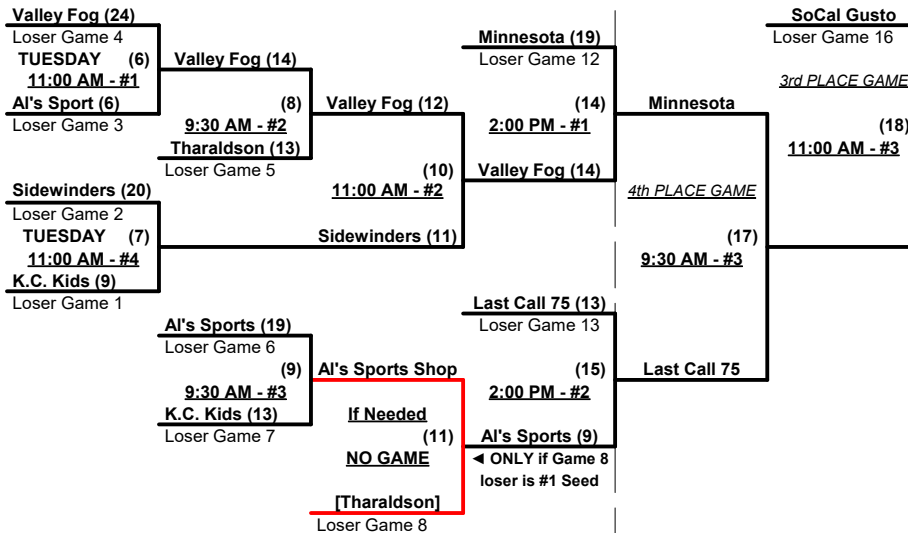 Valley Fog (24)
Loser Game 4
TUESDAY (6)
11:00 AM - #1
Al's Sport (6)
Loser Game 3
Valley Fog (14)
(8)
9:30 AM - #2
Tharaldson (13)
Loser Game 5
Valley Fog (12)
(10)
11:00 AM - #2
Sidewinders (11)
Sidewinders (20)
Loser Game 2
TUESDAY (7)
11:00 AM - #4
K.C. Kids (9)
Loser Game 1
Minnesota (19)
Loser Game 12
(14)
2:00 PM - #1
Valley Fog (14)
Minnesota
4th PLACE GAME
(17)
9:30 AM - #3
SoCal Gusto
Loser Game 16
3rd PLACE GAME
(18)
11:00 AM - #3
Al's Sports (19)
Loser Game 6
(9)
9:30 AM - #3
K.C. Kids (13)
Loser Game 7
Al's Sports Shop
If Needed
(11)
NO GAME
[Tharaldson]
Loser Game 8
Last Call 75 (13)
Loser Game 13
(15)
2:00 PM - #2
Al's Sports (9)
◄ ONLY if Game 8
loser is #1 Seed
Last Call 75